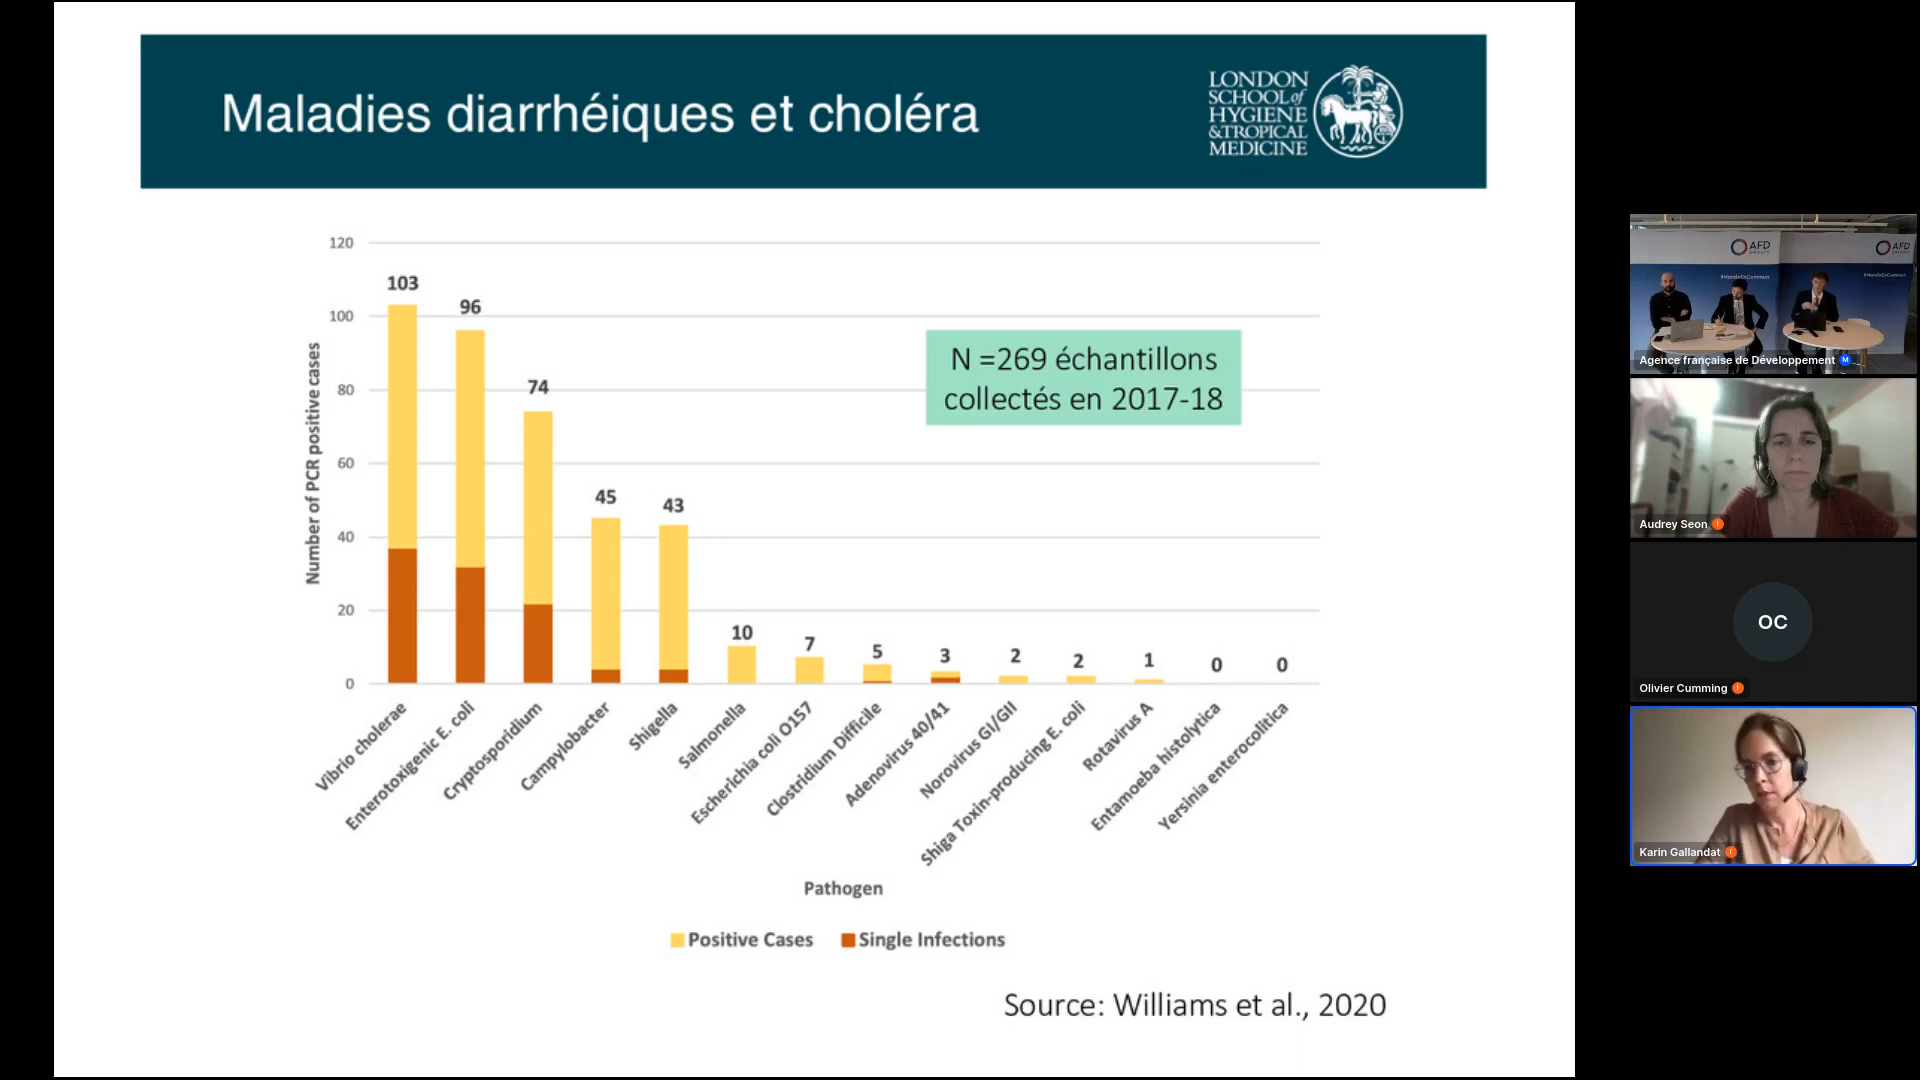 Maladies diarrhéiques et choléra
LONDON
SCHOOL of
HYGIENE
&TROPICAL
MEDICINE
120
100
80
60
40
20
0
Number of PCR positive cases
103
96
74
45
43
10
7
5
3
2
2
1
0
0
N =269 échantillons
collectés en 2017-18
Vibrio cholerae
Enterotoxigenic E. coli
Cryptosporidium
Campylobacter
Shigella
Salmonella
Escherichia coli O157
Clostridium Difficile
Adenovirus 40/41
Norovirus GI/GII
Shiga Toxin-producing E. coli
Rotavirus A
Entamoeba histolytica
Yersinia enterocolitica
Pathogen
Positive Cases
Single Infections
Source: Williams et al., 2020
AFD
GROUPE
#MondeEnCommun
AFD
GROUPE
#MondeEnCommun
Agence française de Développement M
Audrey Seon
OC
Olivier Cumming
Karin Gallandat